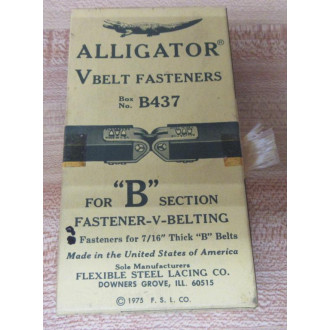 ALLIGATOR®
V BELT FASTENERS
Box No. B437
FOR "B" SECTION
FASTENER-V-BELTING
Fasteners for 7/16" Thick "B" Belts
Made in the United States of America
Sole Manufacturers
FLEXIBLE STEEL LACING CO.
DOWNERS GROVE, ILL. 60515
© 1975 F. S. L. CO.